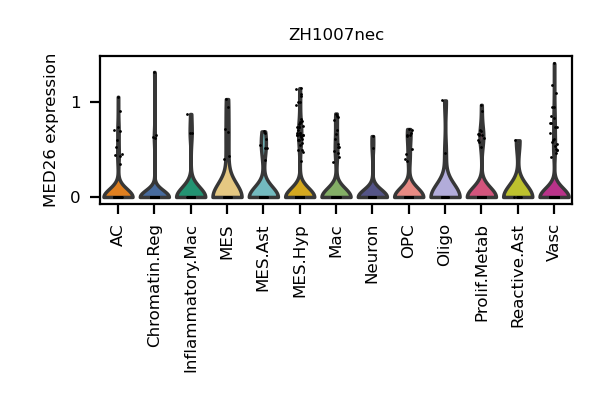 ZH1007nec
MED26 expression
1
0
AC
Chromatin.Reg
Inflammatory.Mac
MES
MES.Ast
MES.Hyp
Mac
Neuron
OPC
Oligo
Prolif.Metab
Reactive.Ast
Vasc